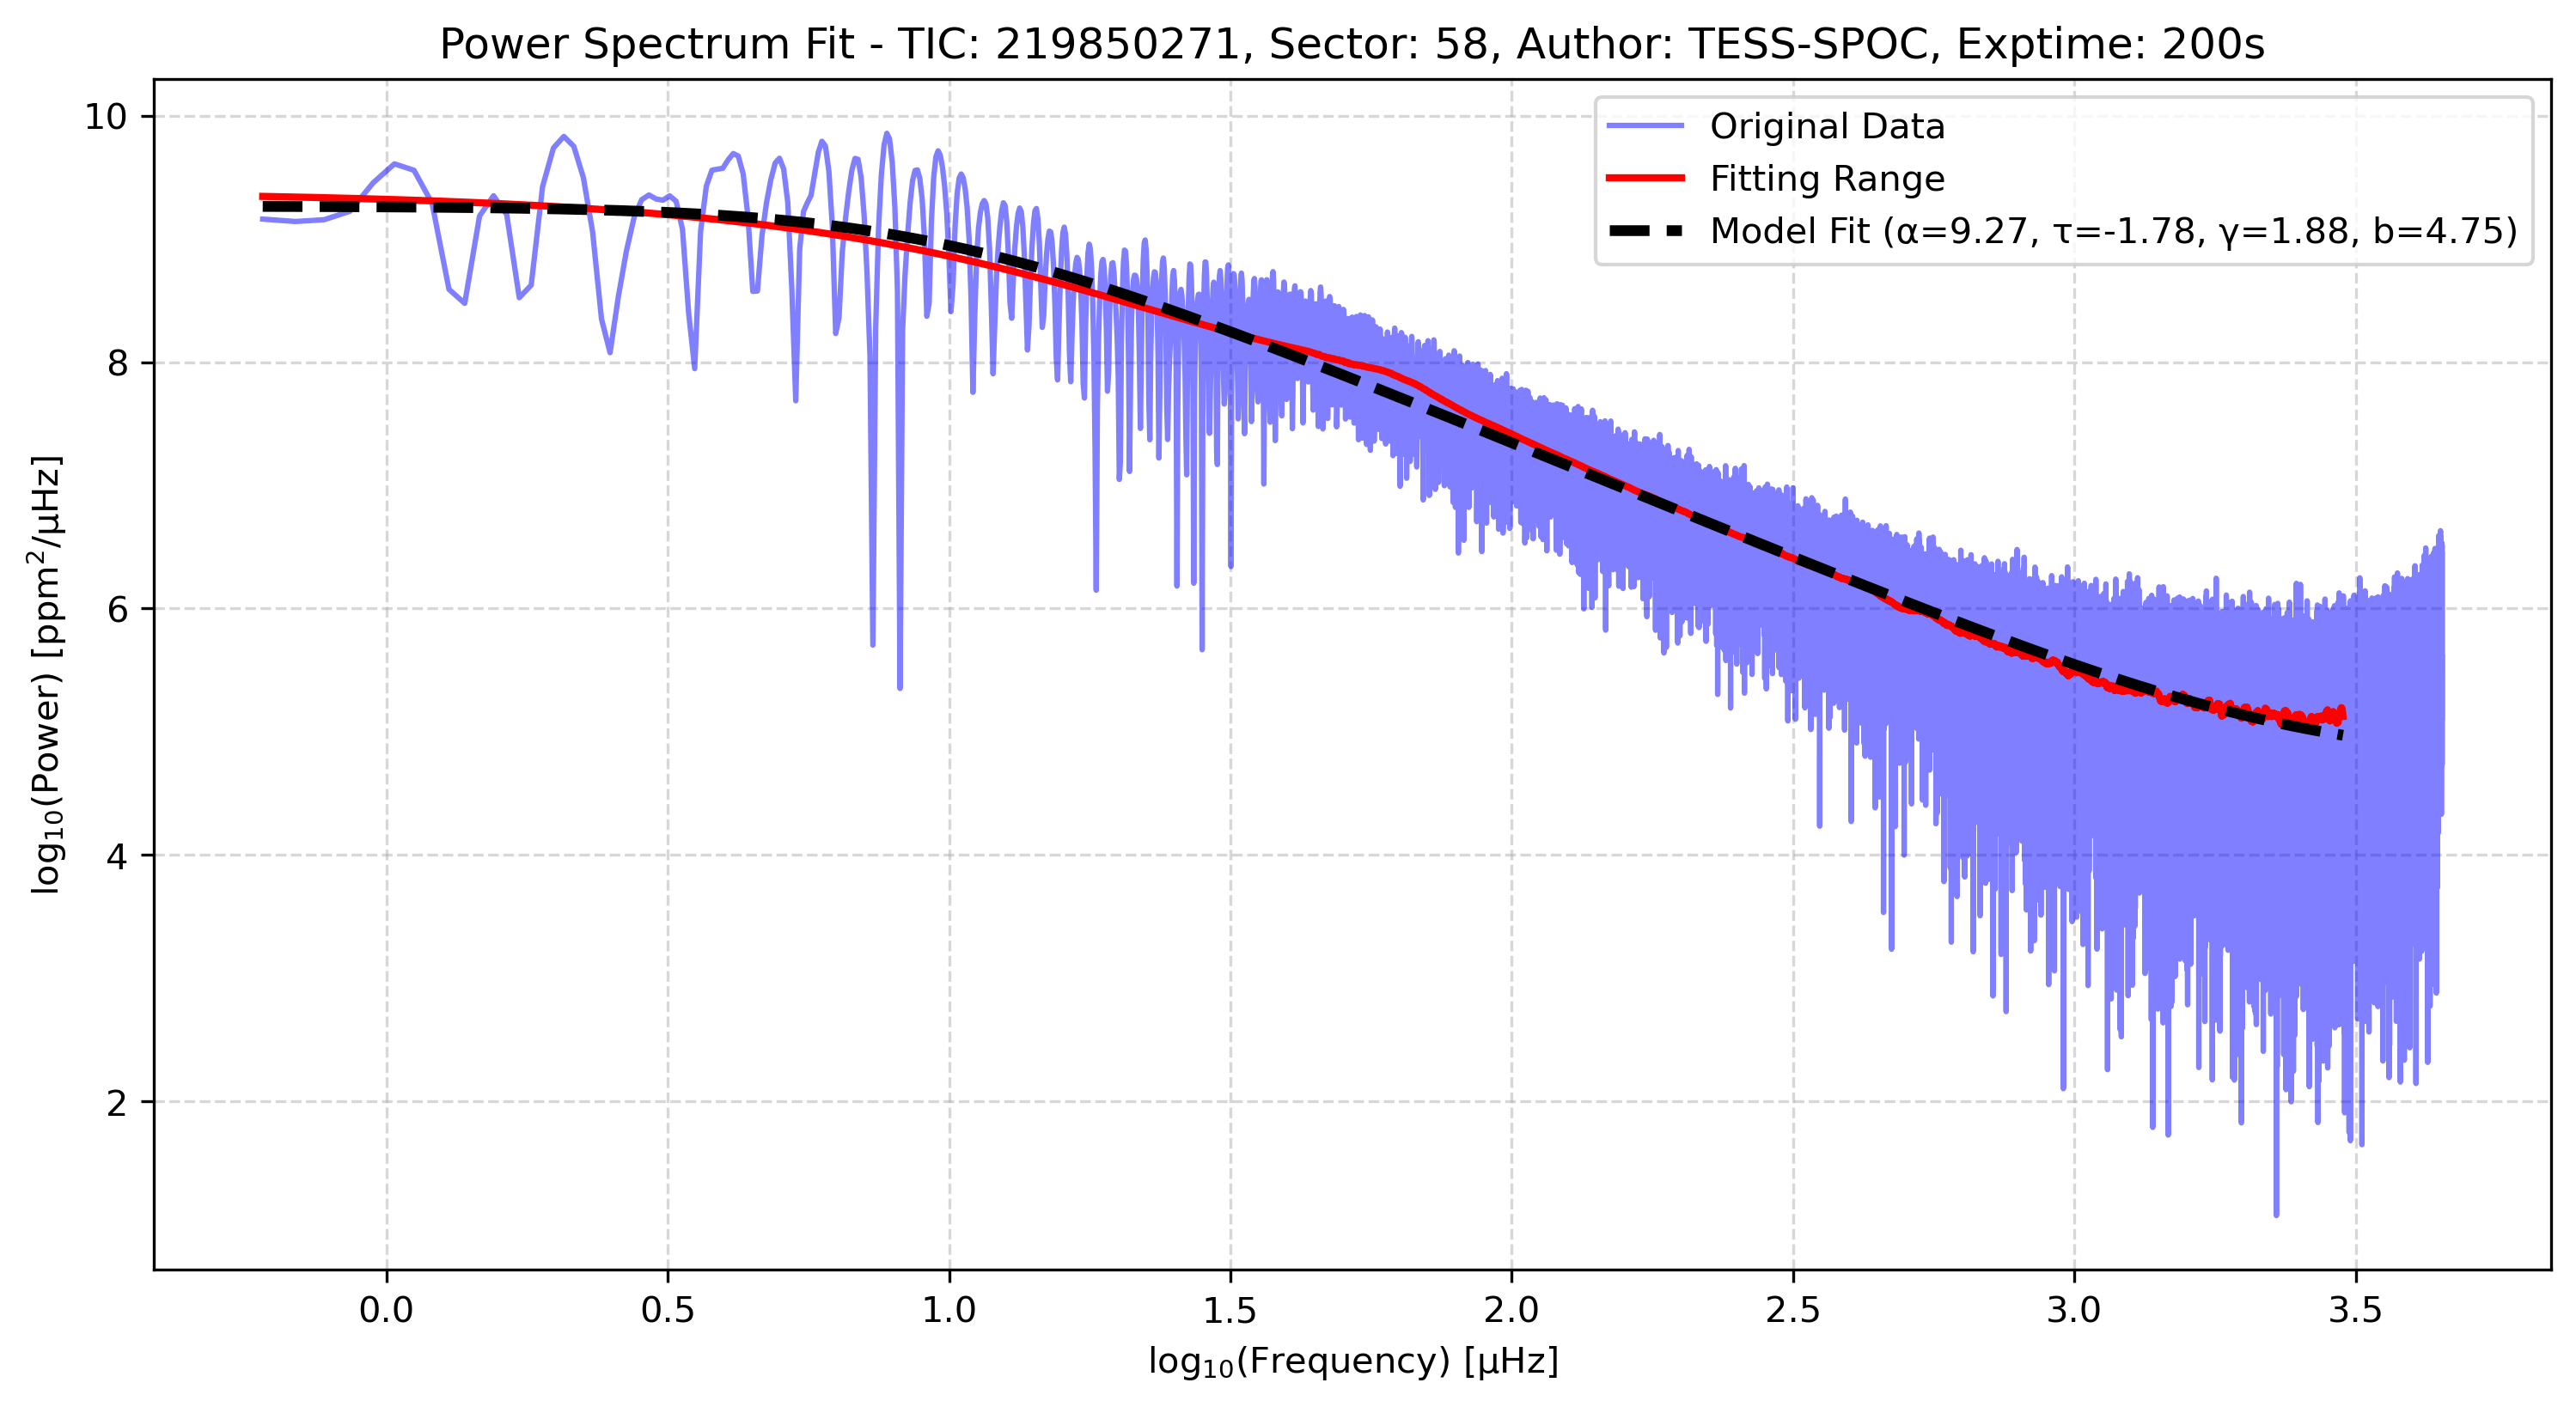 Power Spectrum Fit - TIC: 219850271, Sector: 58, Author: TESS-SPOC, Exptime: 200s
Original Data
Fitting Range
Model Fit (α=9.27, τ=-1.78, γ=1.88, b=4.75)
log₁₀(Power) [ppm²/μHz]
10
8
6
4
2
0.0 0.5 1.0 1.5 2.0 2.5 3.0 3.5
log₁₀(Frequency) [μHz]